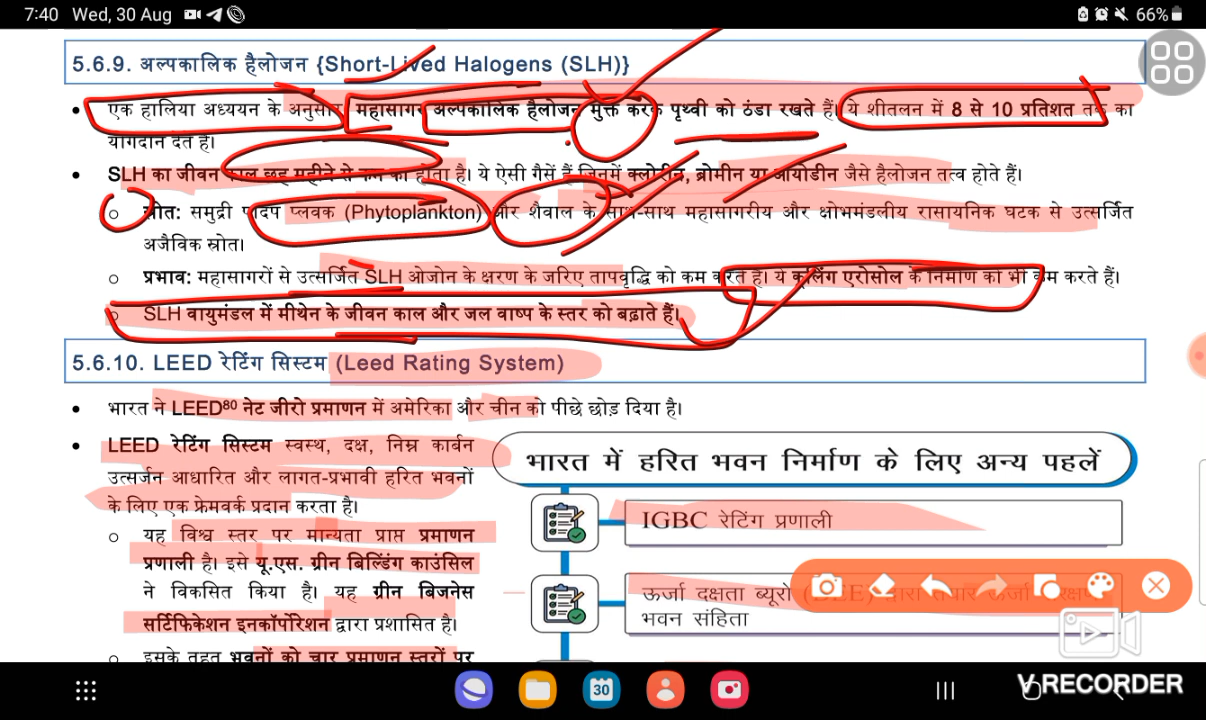 7:40 Wed, 30 Aug
66%
5.6.9. अल्पकालिक हैलोजन {Short-Lived Halogens (SLH)}
एक हालिया अध्ययन के अनुसार महासागर अल्पकालिक हैलोजन मुक्त करके पृथ्वी को ठंडा रखते हैं। ये शीतलन में 8 से 10 प्रतिशत तक का
योगदान देते हैं।
SLH का जीवन काल छह महीने से कम का होता है। ये ऐसी गैसें हैं जिनमें क्लोरीन, ब्रोमीन या आयोडीन जैसे हैलोजन तत्व होते हैं।
स्रोत: समुद्री पादप प्लवक (Phytoplankton) और शैवाल के साथ-साथ महासागरीय और क्षोभमंडलीय रासायनिक घटक से उत्सर्जित
अजैविक स्रोत।
प्रभाव: महासागरों से उत्सर्जित SLH ओजोन के क्षरण के जरिए तापवृद्धि को कम करते हैं। ये कूलिंग एरोसोल के निर्माण को भी कम करते हैं।
SLH वायुमंडल में मीथेन के जीवन काल और जल वाष्प के स्तर को बढ़ाते हैं।
5.6.10. LEED रेटिंग सिस्टम (Leed Rating System)
भारत ने LEED⁸⁰ नेट जीरो प्रमाणन में अमेरिका और चीन को पीछे छोड़ दिया है।
LEED रेटिंग सिस्टम स्वस्थ, दक्ष, निम्न कार्बन
उत्सर्जन आधारित और लागत-प्रभावी हरित भवनों
के लिए एक फ्रेमवर्क प्रदान करता है।
यह विश्व स्तर पर मान्यता प्राप्त प्रमाणन
प्रणाली है। इसे यू.एस. ग्रीन बिल्डिंग काउंसिल
ने विकसित किया है। यह ग्रीन बिजनेस
सर्टिफिकेशन इनकॉर्पोरेशन द्वारा प्रशासित है।
इसके तहत भवनों को चार प्रमाणन स्तरों पर
भारत में हरित भवन निर्माण के लिए अन्य पहलें
IGBC रेटिंग प्रणाली
ऊर्जा दक्षता ब्यूरो
भवन संहिता
30
VRECORDER